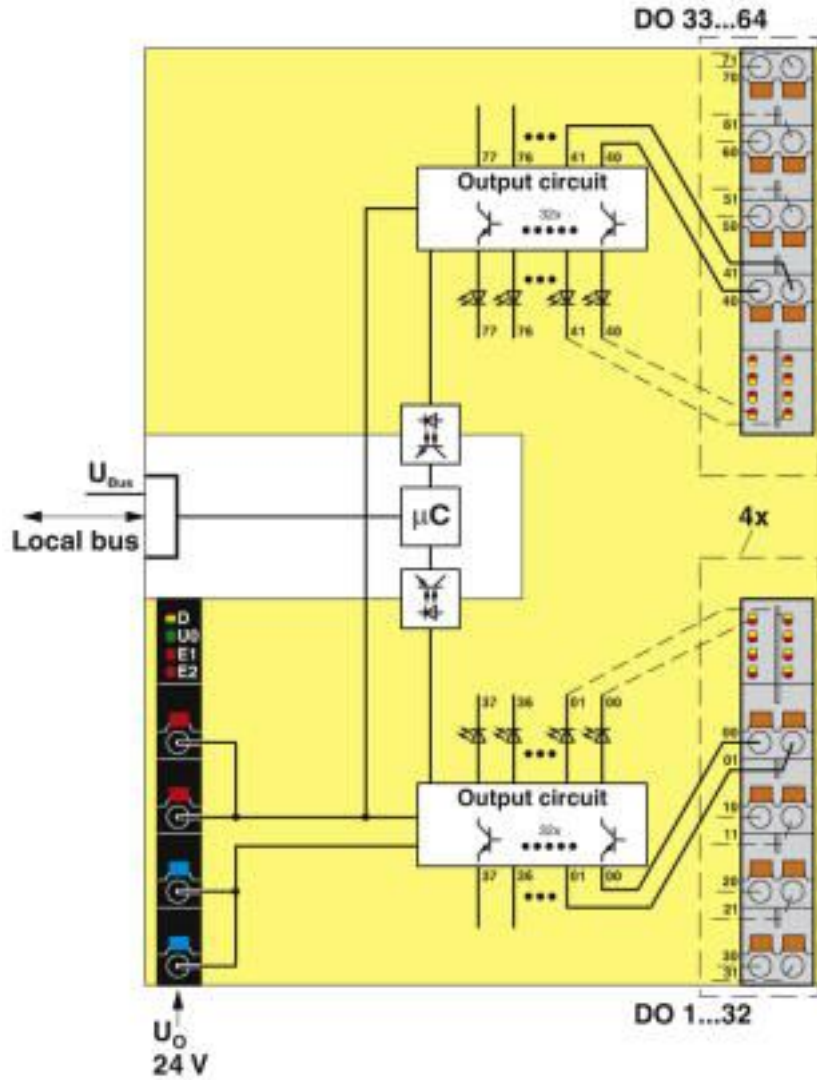 DO 33...64
71
70
61
60
51
50
41
40
77 76 41 40
Output circuit
32x
77 76 41 40
U_Bus
Local bus
µC
4x
D
U0
E1
E2
37 36 01 00
Output circuit
32x
37 36 01 00
00
01
10
11
20
21
30
31
DO 1...32
U_O
24 V